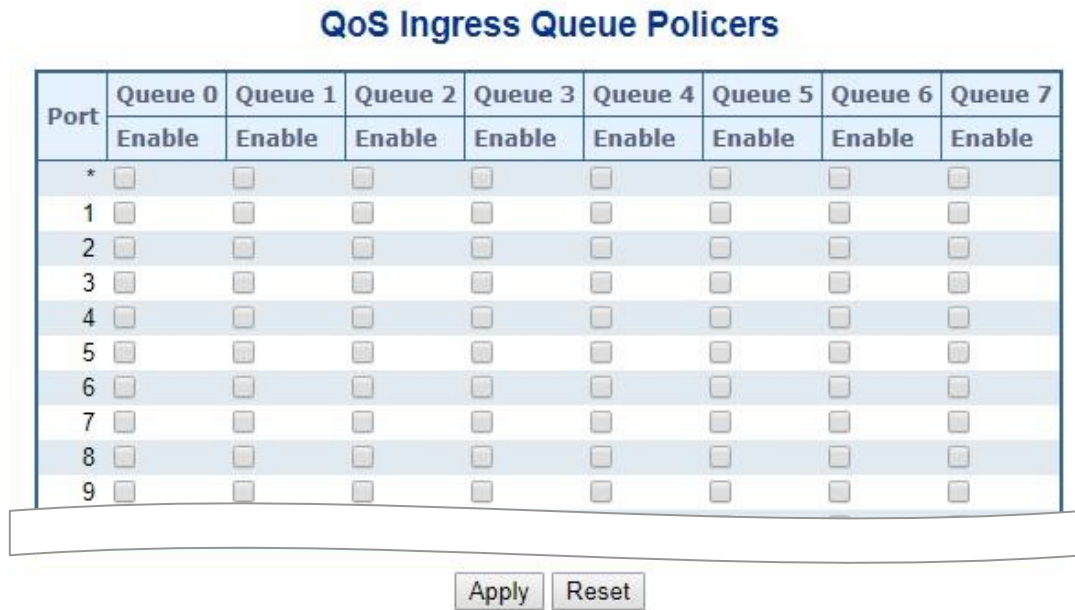 QoS Ingress Queue Policers
Port Queue 0 Queue 1 Queue 2 Queue 3 Queue 4 Queue 5 Queue 6 Queue 7
Enable Enable Enable Enable Enable Enable Enable Enable
*
1
2
3
4
5
6
7
8
9
Apply Reset